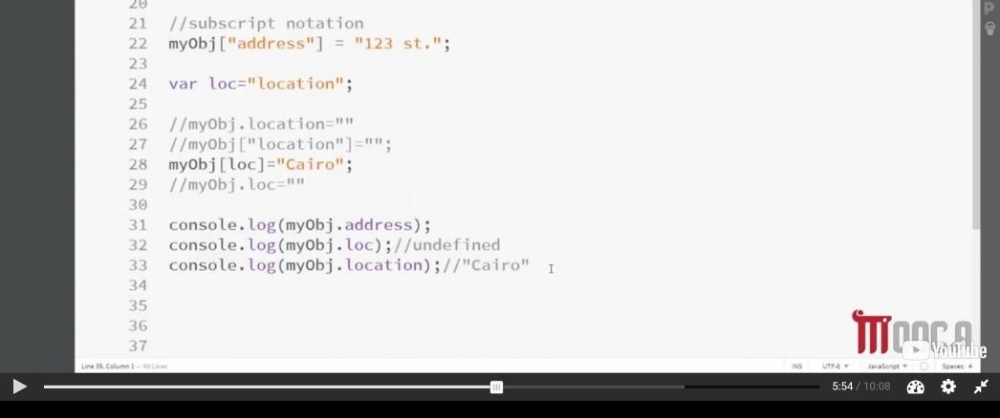 20
21 //subscript notation
22 myObj["address"] = "123 st.";
23
24 var loc="location";
25
26 //myObj.location=""
27 //myObj["location"]="";
28 myObj[loc]="Cairo";
29 //myObj.loc=""
30
31 console.log(myObj.address);
32 console.log(myObj.loc);//undefined
33 console.log(myObj.location);//"Cairo"
34
35
36
37
YouTube
Line 35, Column 1 — 40 Lines INS UTF-8 JavaScript Spaces: 4
5:54 / 10:08